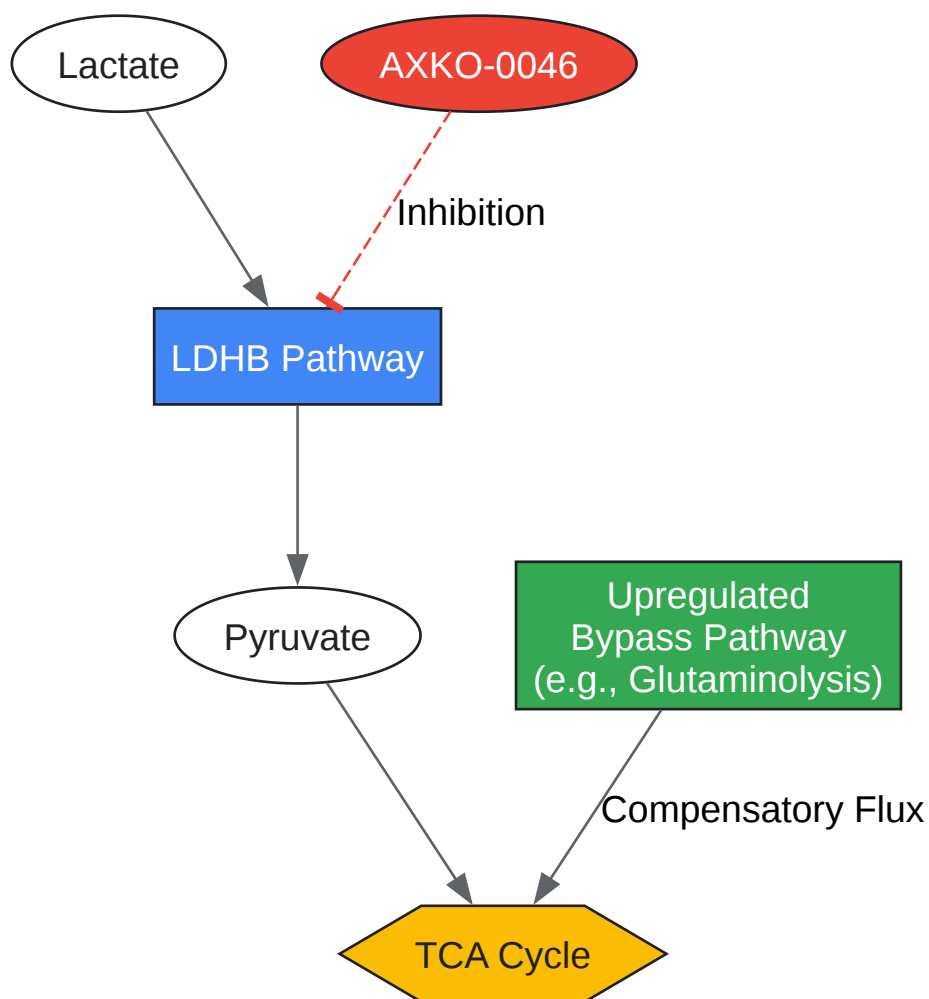 Lactate
AXKO-0046
Inhibition
LDHB Pathway
Upregulated
Bypass Pathway
(e.g., Glutaminolysis)
Pyruvate
Compensatory Flux
TCA Cycle